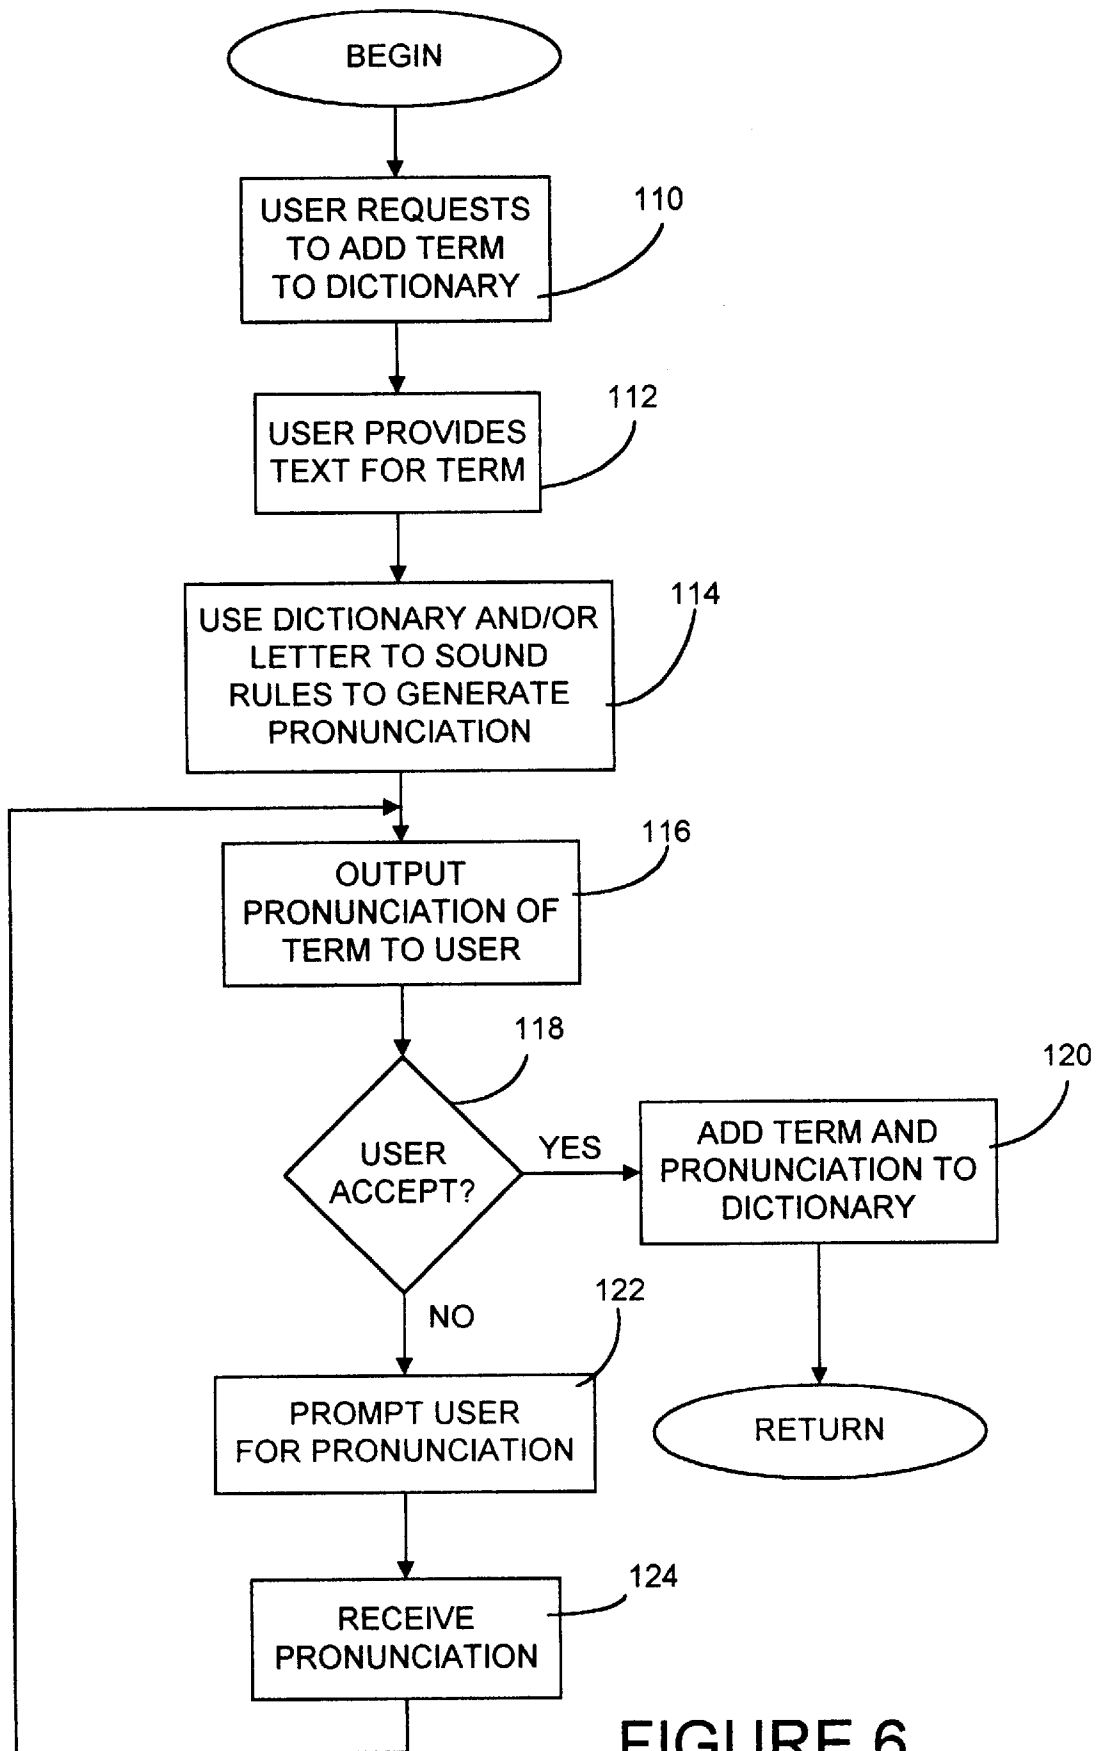 BEGIN
110
USER REQUESTS
TO ADD TERM
TO DICTIONARY
112
USER PROVIDES
TEXT FOR TERM
114
USE DICTIONARY AND/OR
LETTER TO SOUND
RULES TO GENERATE
PRONUNCIATION
116
OUTPUT
PRONUNCIATION OF
TERM TO USER
118
USER
ACCEPT?
YES
120
ADD TERM AND
PRONUNCIATION TO
DICTIONARY
RETURN
NO
122
PROMPT USER
FOR PRONUNCIATION
124
RECEIVE
PRONUNCIATION
FIGURE 6